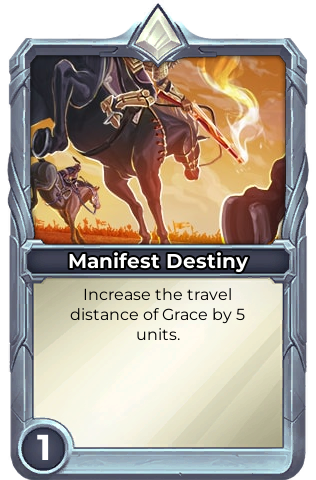 Manifest Destiny
Increase the travel
distance of Grace by 5
units.
1